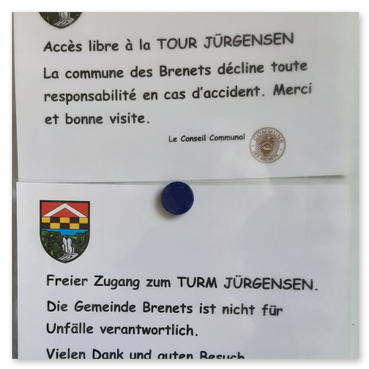 Accès libre à la TOUR JÜRGENSEN
La commune des Brenets décline toute
responsabilité en cas d'accident. Merci
et bonne visite.
Le Conseil Communal
Freier Zugang zum TURM JÜRGENSEN.
Die Gemeinde Brenets ist nicht für
Unfälle verantwortlich.
Vielen Dank und guten Besuch